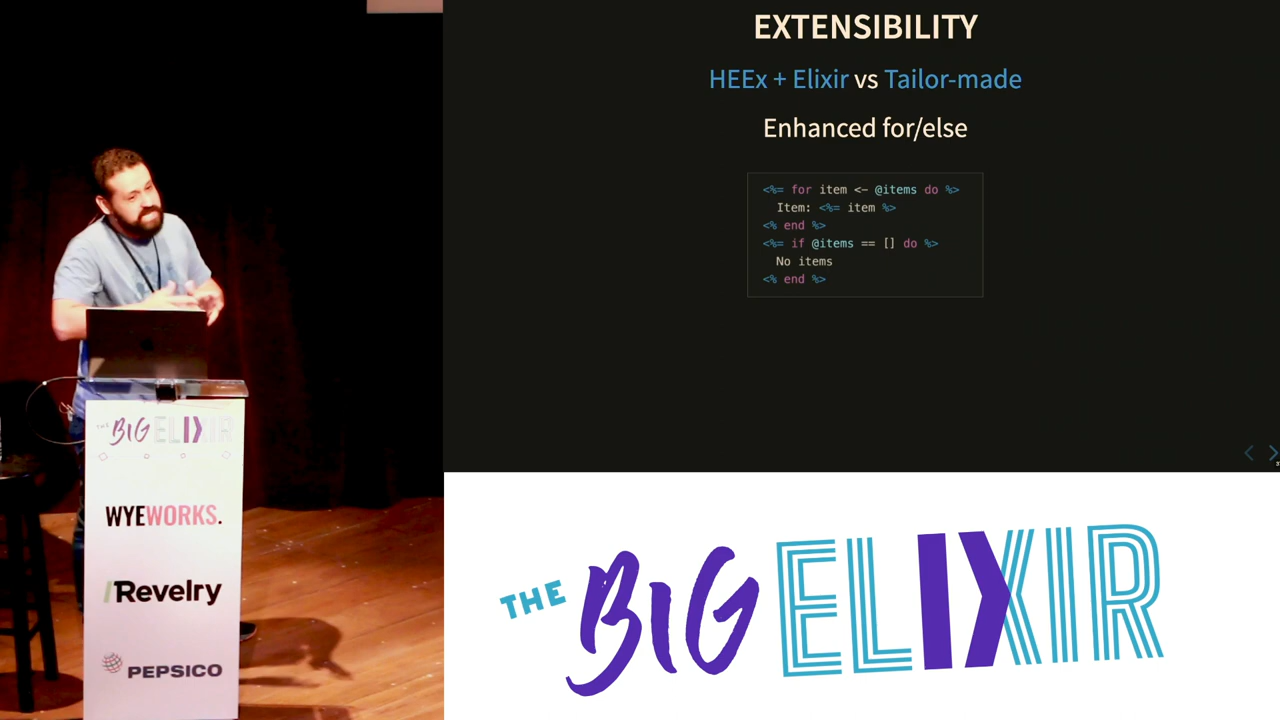 EXTENSIBILITY
HEEx + Elixir vs Tailor-made
Enhanced for/else
<%= for item <- @items do %>
Item: <%= item %>
<% end %>
<%= if @items == [] do %>
No items
<% end %>
THE BIG ELIXIR
WYEWORKS.
Revelry
PEPSICO
THE BIG ELIXIR